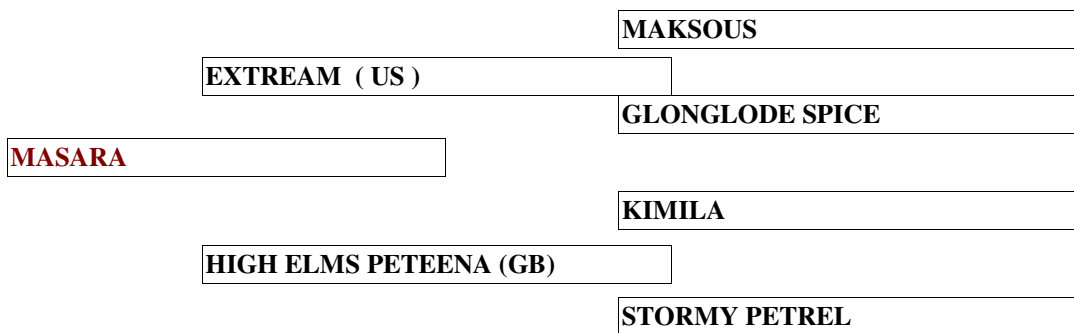 MAKSOUS
EXTREAM ( US )
GLONGLODE SPICE
MASARA
KIMILA
HIGH ELMS PETEENA (GB)
STORMY PETREL